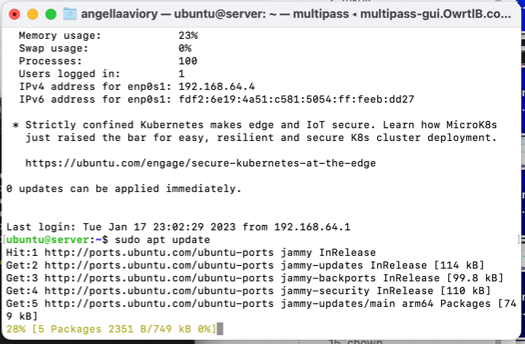 angellaaviory — ubuntu@server: ~ — multipass ‹ multipass-gui.OwrtlB.co...
Memory usage: 23%
Swap usage: 0%
Processes: 100
Users logged in: 1
IPv4 address for enp0s1: 192.168.64.4
IPv6 address for enp0s1: fdf2:6e19:4a51:c581:5054:ff:feeb:dd27
* Strictly confined Kubernetes makes edge and IoT secure. Learn how MicroK8s
just raised the bar for easy, resilient and secure K8s cluster deployment.
https://ubuntu.com/engage/secure-kubernetes-at-the-edge
0 updates can be applied immediately.
Last login: Tue Jan 17 23:02:29 2023 from 192.168.64.1
ubuntu@server:~$ sudo apt update
Hit:1 http://ports.ubuntu.com/ubuntu-ports jammy InRelease
Get:2 http://ports.ubuntu.com/ubuntu-ports jammy-updates InRelease [114 kB]
Get:3 http://ports.ubuntu.com/ubuntu-ports jammy-backports InRelease [99.8 kB]
Get:4 http://ports.ubuntu.com/ubuntu-ports jammy-security InRelease [110 kB]
Get:5 http://ports.ubuntu.com/ubuntu-ports jammy-updates/main arm64 Packages [74
9 kB]
28% [5 Packages 2351 B/749 kB 0%]